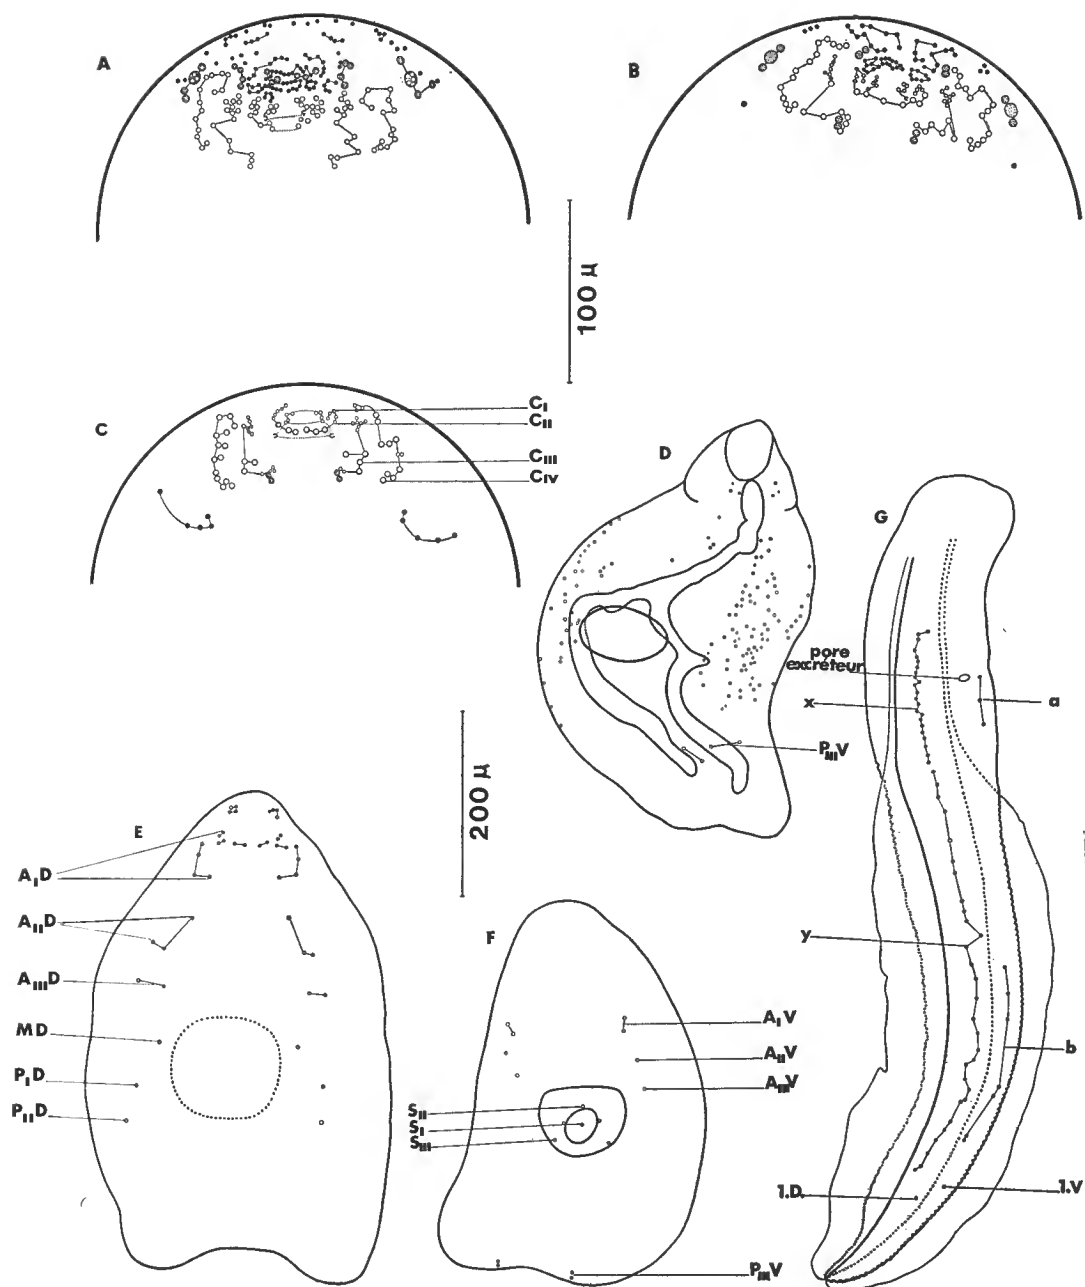 A
B
100 µ
C
CI
CII
CIII
CIV
D
G
pore
excréteur
x
a
PIIIV
200 µ
E
AID
AIID
F
y
AIIID
AIV
MD
AIIV
b
PID
AIIIV
PIID
SII
SI
SIII
1.D.
1.V
PIIIV